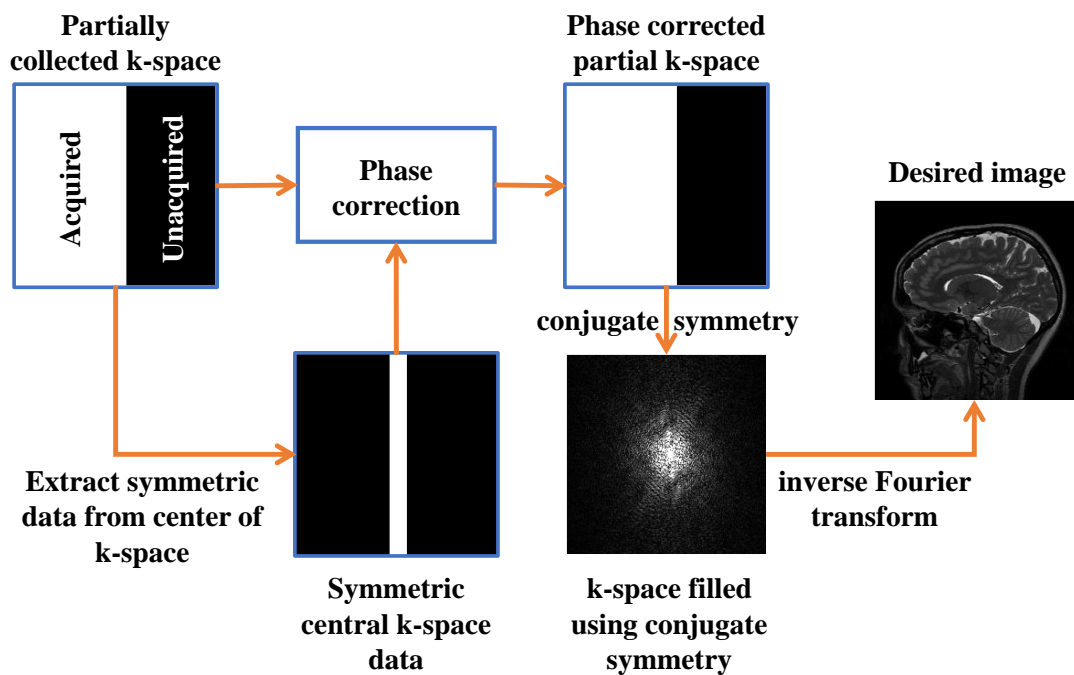 Partially
collected k-space
Acquired
Unacquired
Phase
correction
Phase corrected
partial k-space
Desired image
conjugate symmetry
Extract symmetric
data from center of
k-space
Symmetric
central k-space
data
k-space filled
using conjugate
symmetry
inverse Fourier
transform